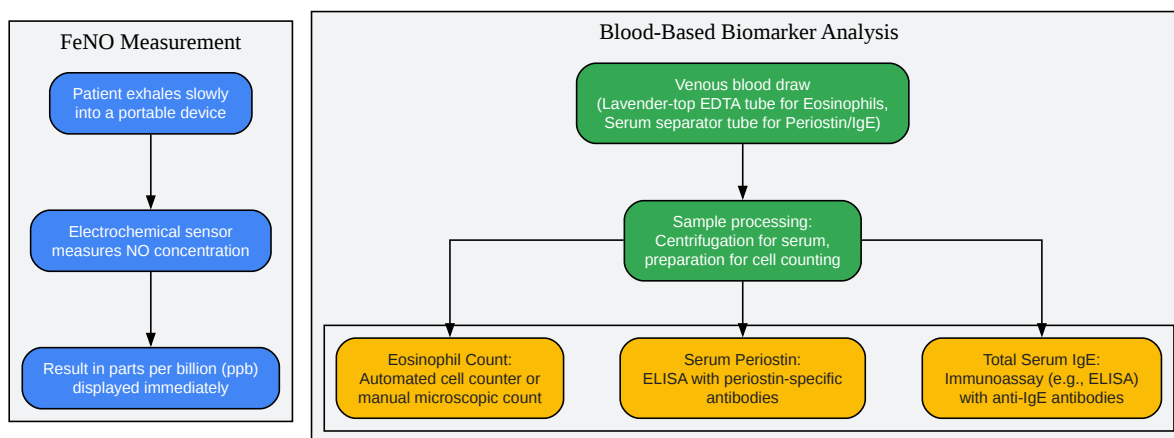 FeNO Measurement
Patient exhales slowly
into a portable device
Electrochemical sensor
measures NO concentration
Result in parts per billion (ppb)
displayed immediately
Blood-Based Biomarker Analysis
Venous blood draw
(Lavender-top EDTA tube for Eosinophils,
Serum separator tube for Periostin/IgE)
Sample processing:
Centrifugation for serum,
preparation for cell counting
Eosinophil Count:
Automated cell counter or
manual microscopic count
Serum Periostin:
ELISA with periostin-specific
antibodies
Total Serum IgE:
Immunoassay (e.g., ELISA)
with anti-IgE antibodies